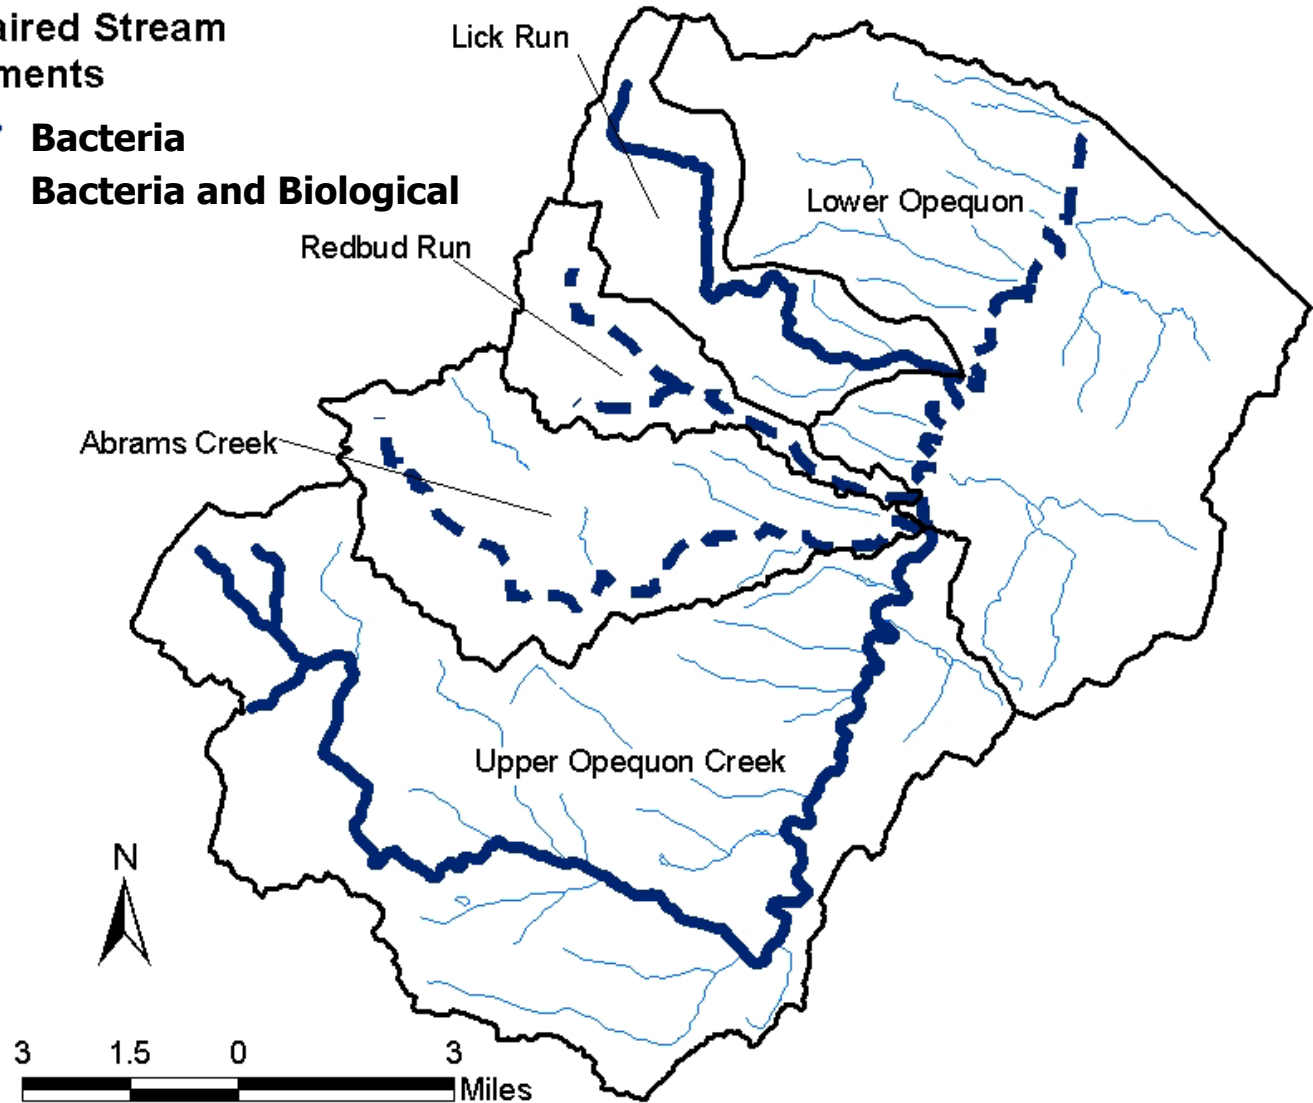 aired Stream
ments
Bacteria
Bacteria and Biological
Lick Run
Lower Opequon
Redbud Run
Abrams Creek
Upper Opequon Creek
N
3 1.5 0 3
Miles